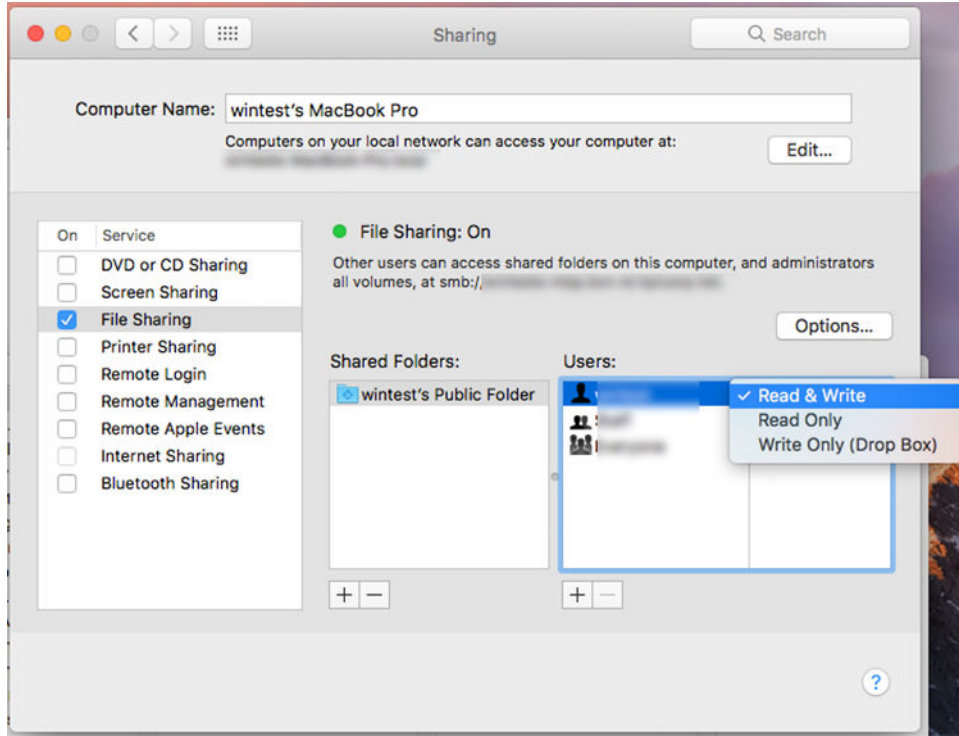 Sharing
Search
Computer Name: wintest's MacBook Pro
Computers on your local network can access your computer at:
Edit...
On Service
DVD or CD Sharing
Screen Sharing
File Sharing
Printer Sharing
Remote Login
Remote Management
Remote Apple Events
Internet Sharing
Bluetooth Sharing
File Sharing: On
Other users can access shared folders on this computer, and administrators
all volumes, at smb:/
Options...
Shared Folders:
wintest's Public Folder
Users:
Read & Write
Read Only
Write Only (Drop Box)
+ −
+ −
?